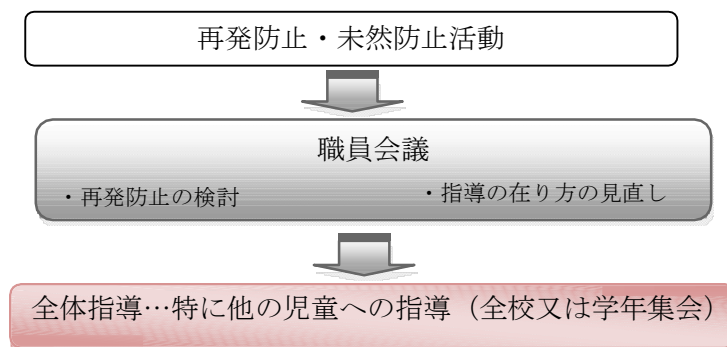 再発防止・未然防止活動
職員会議
・再発防止の検討　・指導の在り方の見直し
全体指導…特に他の児童への指導（全校又は学年集会）